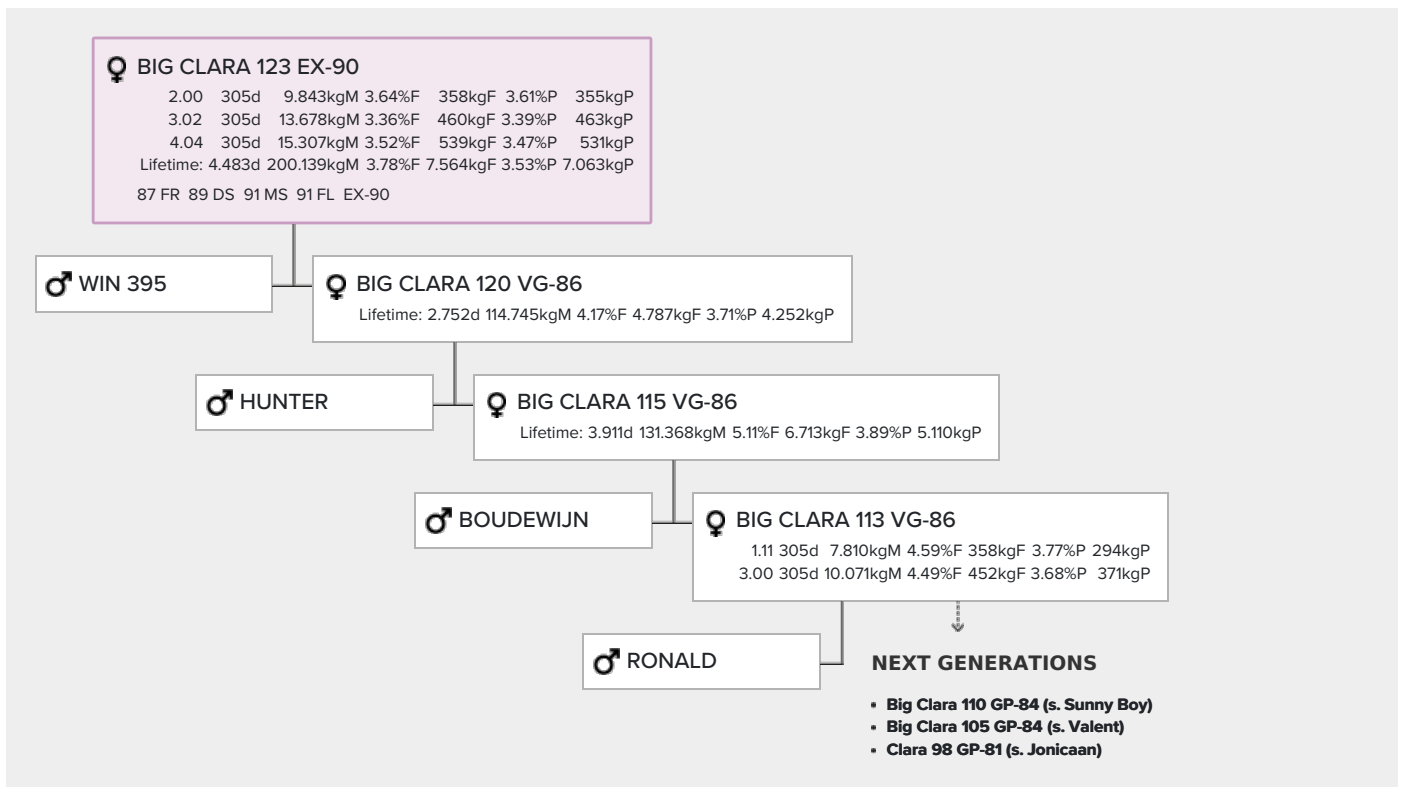 BIG CLARA 123 EX-90
2.00 305d 9.843kgM 3.64%F 358kgF 3.61%P 355kgP
3.02 305d 13.678kgM 3.36%F 460kgF 3.39%P 463kgP
4.04 305d 15.307kgM 3.52%F 539kgF 3.47%P 531kgP
Lifetime: 4.483d 200.139kgM 3.78%F 7.564kgF 3.53%P 7.063kgP
87 FR 89 DS 91 MS 91 FL EX-90
WIN 395
BIG CLARA 120 VG-86
Lifetime: 2.752d 114.745kgM 4.17%F 4.787kgF 3.71%P 4.252kgP
HUNTER
BIG CLARA 115 VG-86
Lifetime: 3.911d 131.368kgM 5.11%F 6.713kgF 3.89%P 5.110kgP
BOUDEWIJN
BIG CLARA 113 VG-86
1.11 305d 7.810kgM 4.59%F 358kgF 3.77%P 294kgP
3.00 305d 10.071kgM 4.49%F 452kgF 3.68%P 371kgP
RONALD
NEXT GENERATIONS
• Big Clara 110 GP-84 (s. Sunny Boy)
• Big Clara 105 GP-84 (s. Valent)
• Clara 98 GP-81 (s. Jonicaan)